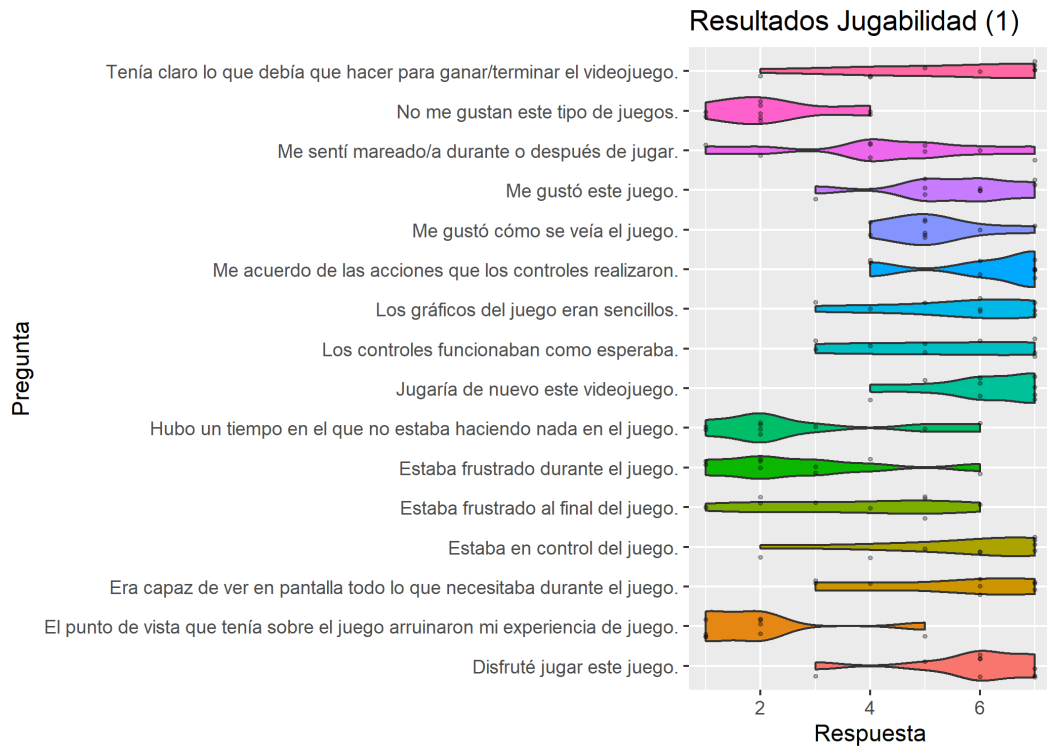 Resultados Jugabilidad (1)
Tenía claro lo que debía que hacer para ganar/terminar el videojuego.
No me gustan este tipo de juegos.
Me sentí mareado/a durante o después de jugar.
Me gustó este juego.
Me gustó cómo se veía el juego.
Me acuerdo de las acciones que los controles realizaron.
Los gráficos del juego eran sencillos.
Los controles funcionaban como esperaba.
Jugaría de nuevo este videojuego.
Hubo un tiempo en el que no estaba haciendo nada en el juego.
Estaba frustrado durante el juego.
Estaba frustrado al final del juego.
Estaba en control del juego.
Era capaz de ver en pantalla todo lo que necesitaba durante el juego.
El punto de vista que tenía sobre el juego arruinaron mi experiencia de juego.
Disfruté jugar este juego.
Pregunta
2 4 6
Respuesta